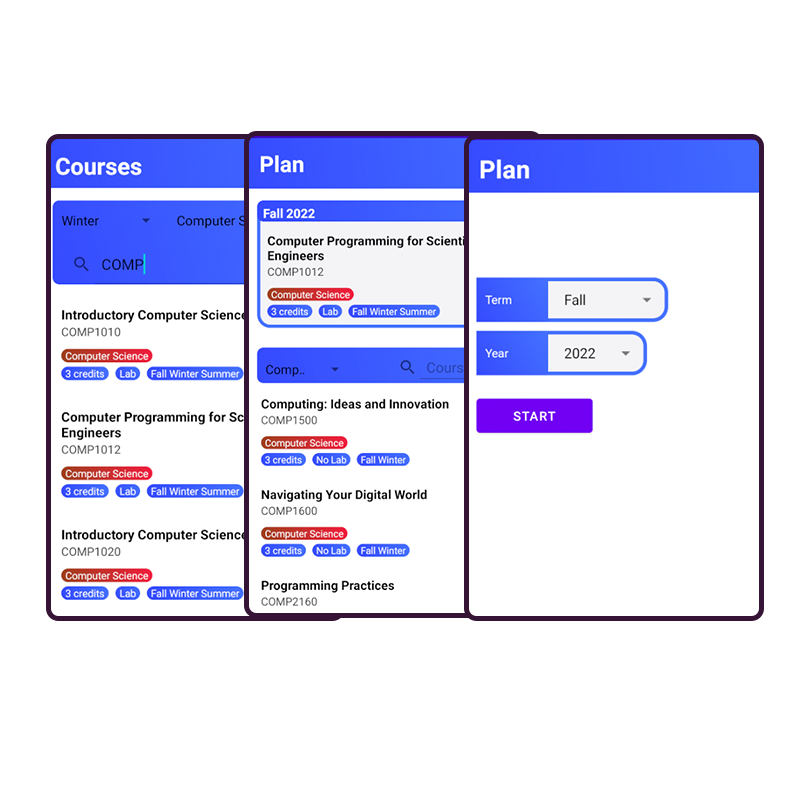 Courses
Winter
Computer S
COMP
Introductory Computer Science
COMP1010
Computer Science
3 credits Lab Fall Winter Summer
Computer Programming for Sc
Engineers
COMP1012
Computer Science
3 credits Lab Fall Winter Summer
Introductory Computer Science
COMP1020
Computer Science
3 credits Lab Fall Winter Summer
Plan
Fall 2022
Computer Programming for Scienti
Engineers
COMP1012
Computer Science
3 credits Lab Fall Winter Summer
Comp..
Cours
Computing: Ideas and Innovation
COMP1500
Computer Science
3 credits No Lab Fall Winter
Navigating Your Digital World
COMP1600
Computer Science
3 credits No Lab Fall Winter
Programming Practices
COMP2160
Plan
Term Fall
Year 2022
START